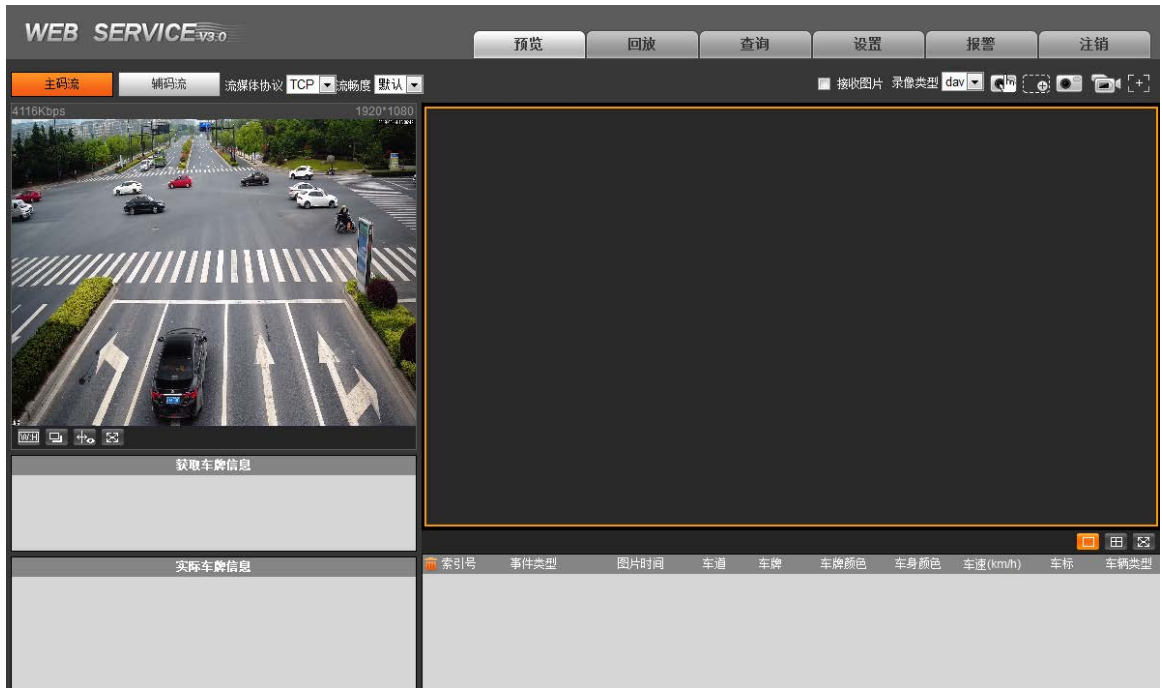 WEB SERVICE V3.0
预览 回放 查询 设置 报警 注销
主码流 辅码流 流媒体协议 TCP 流畅度 默认 接收图片 录像类型 dav
4116Kbps 1920*1080
W:H
获取车牌信息
实际车牌信息
索引号 事件类型 图片时间 车道 车牌 车牌颜色 车身颜色 车速(km/h) 车标 车辆类型